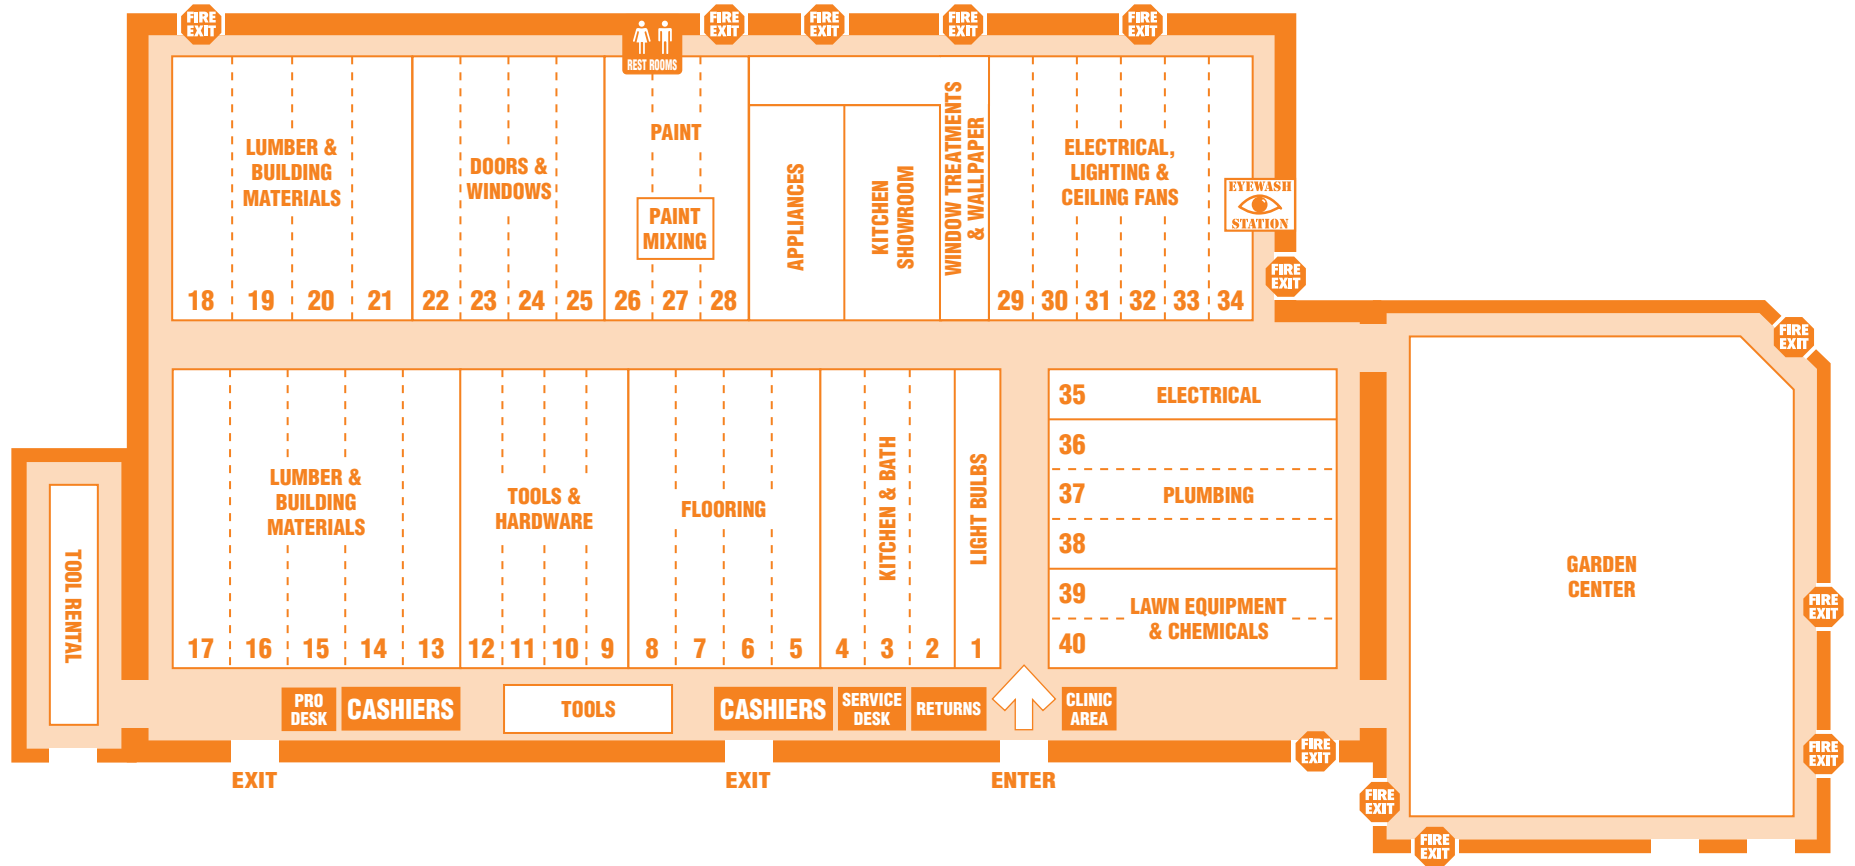 FIRE
EXIT
FIRE
EXIT
FIRE
EXIT
FIRE
EXIT
FIRE
EXIT
REST ROOMS
LUMBER &
BUILDING
MATERIALS
DOORS &
WINDOWS
PAINT
PAINT
MIXING
APPLIANCES
KITCHEN
SHOWROOM
WINDOW TREATMENTS
& WALLPAPER
ELECTRICAL,
LIGHTING &
CEILING FANS
EYEWASH
STATION
FIRE
EXIT
18 19 20 21 22 23 24 25 26 27 28 29 30 31 32 33 34
FIRE
EXIT
LUMBER &
BUILDING
MATERIALS
TOOLS &
HARDWARE
FLOORING
KITCHEN & BATH
LIGHT BULBS
35 ELECTRICAL
36
37 PLUMBING
38
39
LAWN EQUIPMENT
& CHEMICALS
40
17 16 15 14 13 12 11 10 9 8 7 6 5 4 3 2 1
GARDEN
CENTER
TOOL RENTAL
FIRE
EXIT
PRO
DESK
CASHIERS
TOOLS
CASHIERS
SERVICE
DESK
RETURNS
CLINIC
AREA
FIRE
EXIT
FIRE
EXIT
EXIT
EXIT
ENTER
FIRE
EXIT
FIRE
EXIT